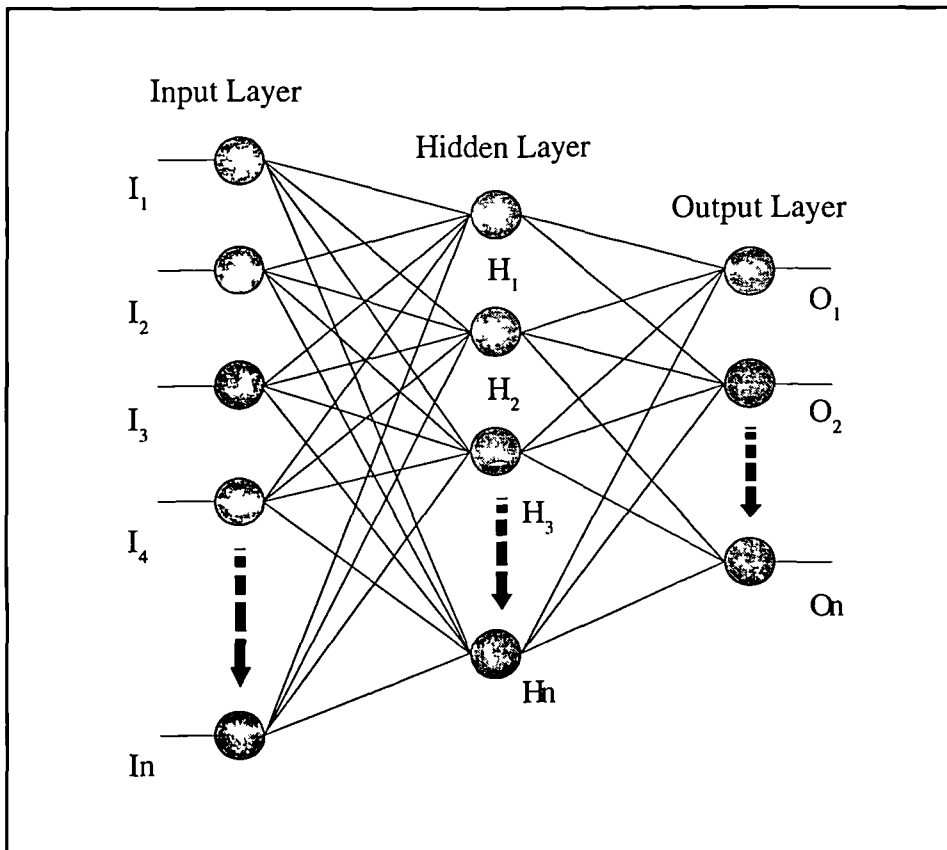 Input Layer
Hidden Layer
Output Layer
I1
I2
I3
I4
In
H1
H2
H3
Hn
O1
O2
On